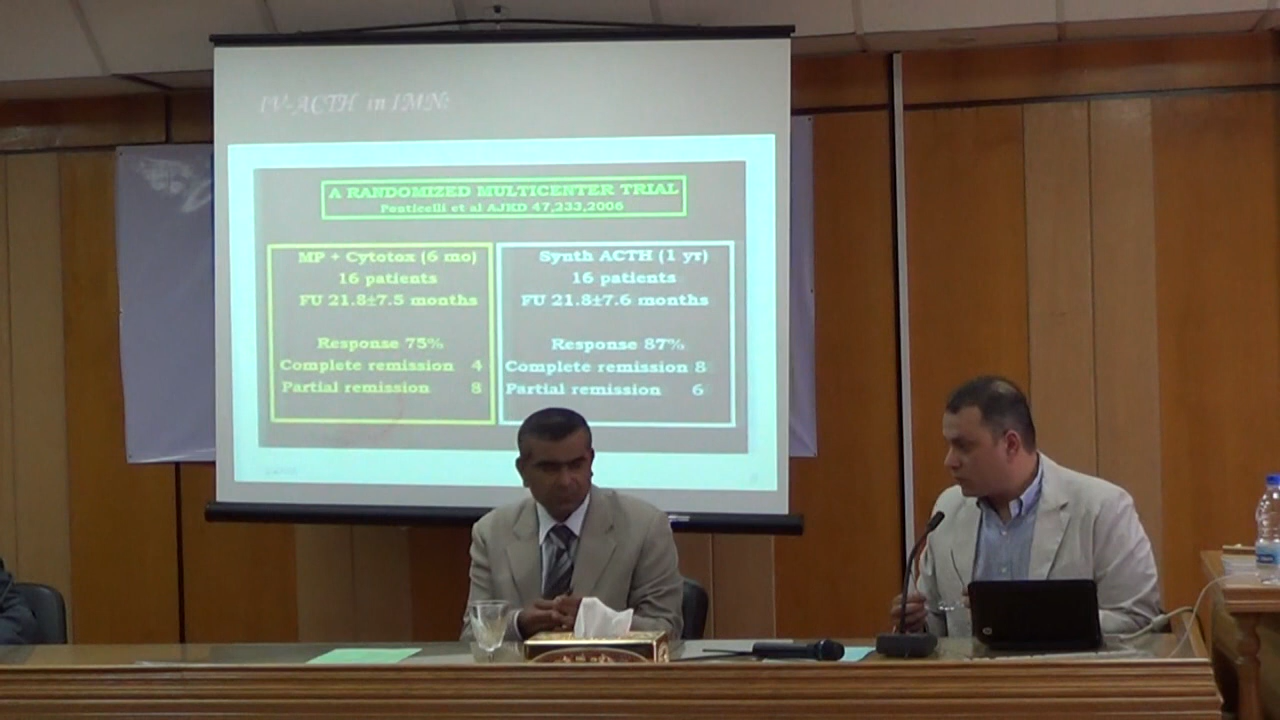 IV-ACTH in IMN:
A RANDOMIZED MULTICENTER TRIAL
Ponticelli et al AJKD 47,233,2006
MP + Cytotox (6 mo)
16 patients
FU 21.8±7.5 months
Response 75%
Complete remission 4
Partial remission 8
Synth ACTH (1 yr)
16 patients
FU 21.8±7.6 months
Response 87%
Complete remission 8
Partial remission 6